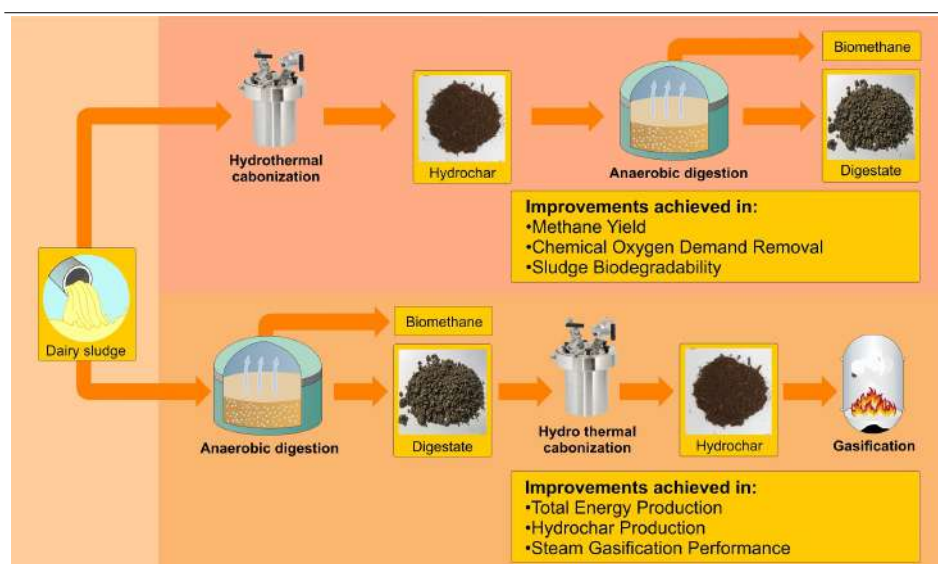 Biomethane
Hydrothermal
cabonization
Hydrochar
Anaerobic digestion
Digestate
Improvements achieved in:
•Methane Yield
•Chemical Oxygen Demand Removal
•Sludge Biodegradability
Dairy sludge
Biomethane
Anaerobic digestion
Digestate
Hydro thermal
cabonization
Hydrochar
Gasification
Improvements achieved in:
•Total Energy Production
•Hydrochar Production
•Steam Gasification Performance